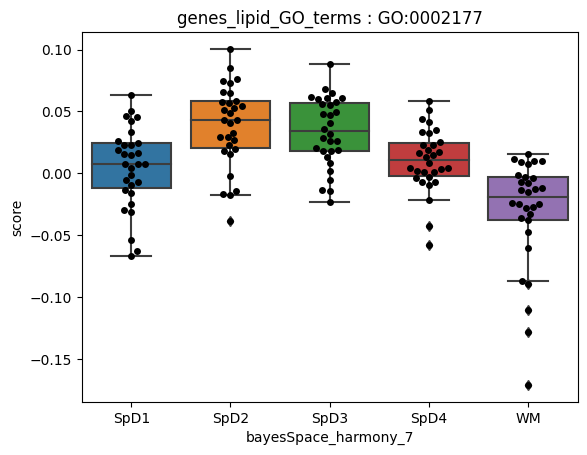 genes_lipid_GO_terms : GO:0002177
0.10
0.05
0.00
−0.05
−0.10
−0.15
score
SpD1 SpD2 SpD3 SpD4 WM
bayesSpace_harmony_7